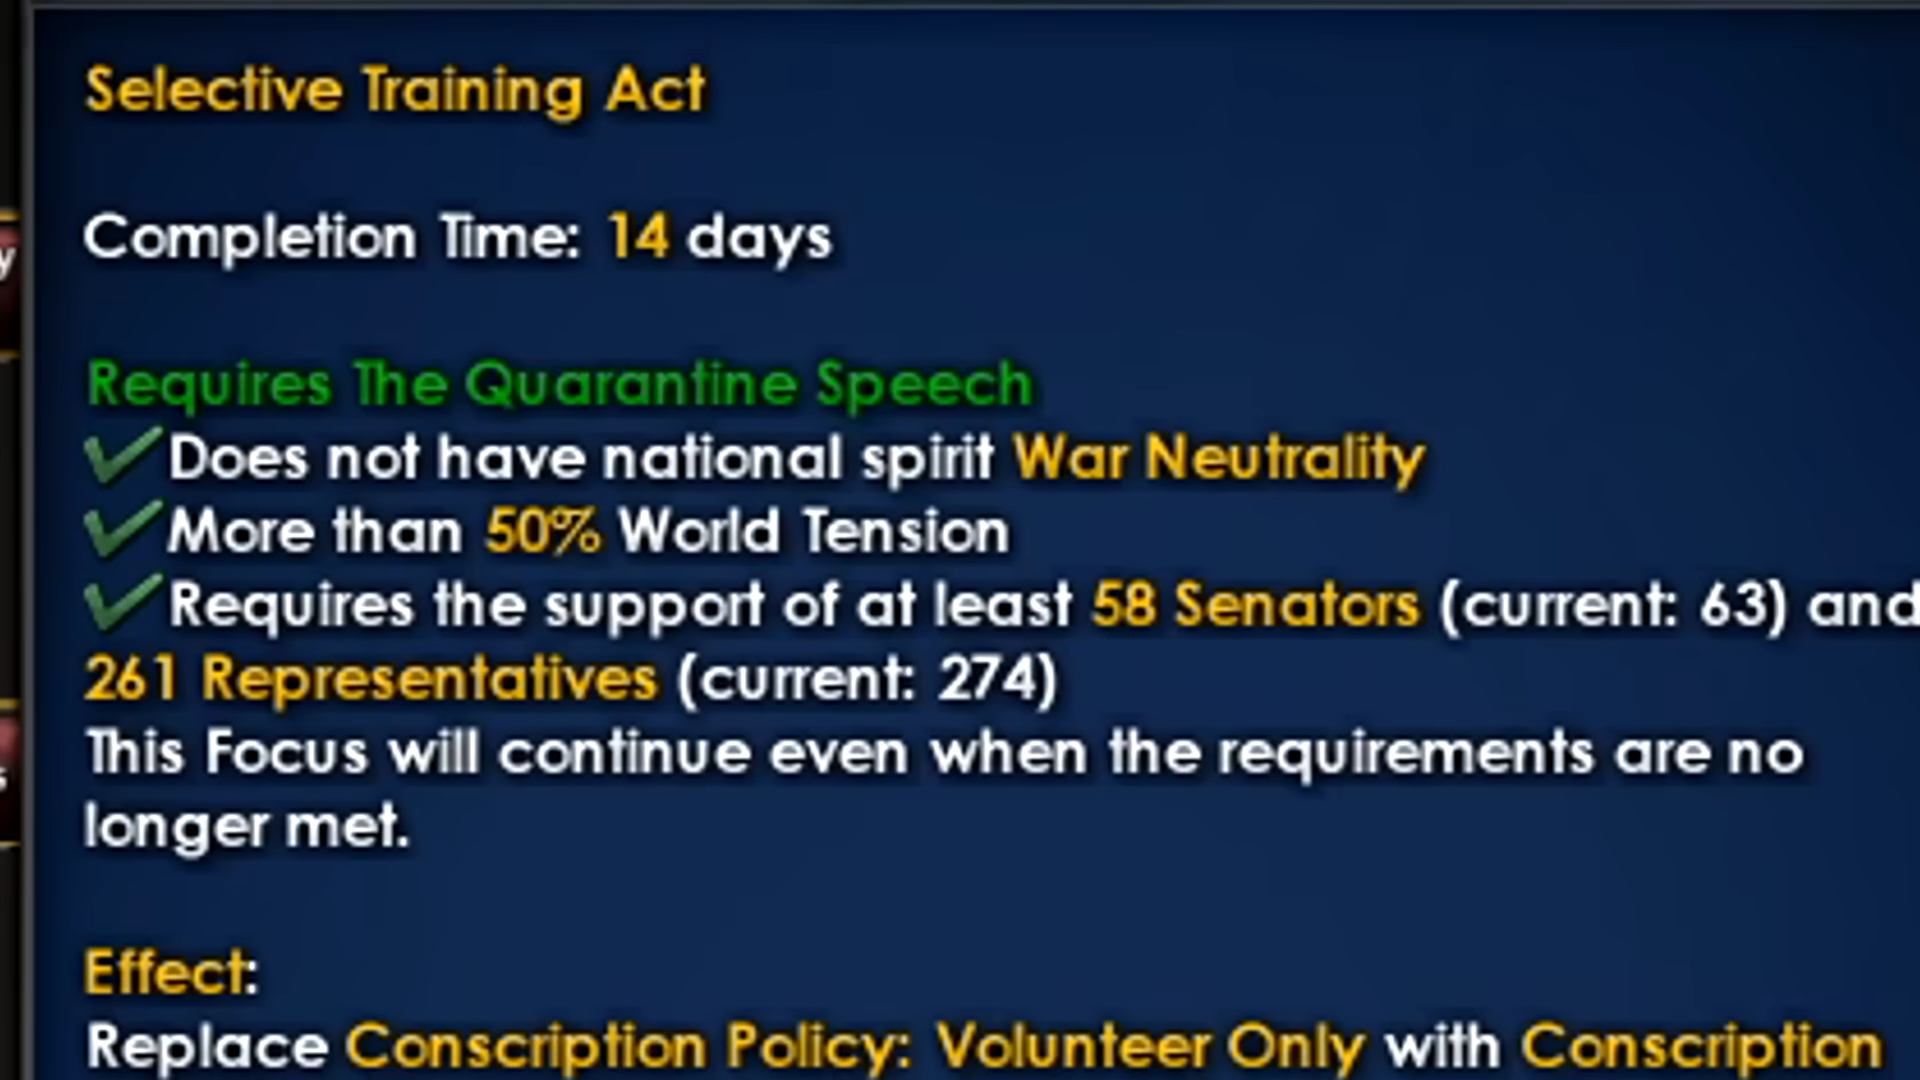 Selective Training Act
Completion Time: 14 days
Requires The Quarantine Speech
Does not have national spirit War Neutrality
More than 50% World Tension
Requires the support of at least 58 Senators (current: 63) and
261 Representatives (current: 274)
This Focus will continue even when the requirements are no
longer met.
Effect:
Replace Conscription Policy: Volunteer Only with Conscription